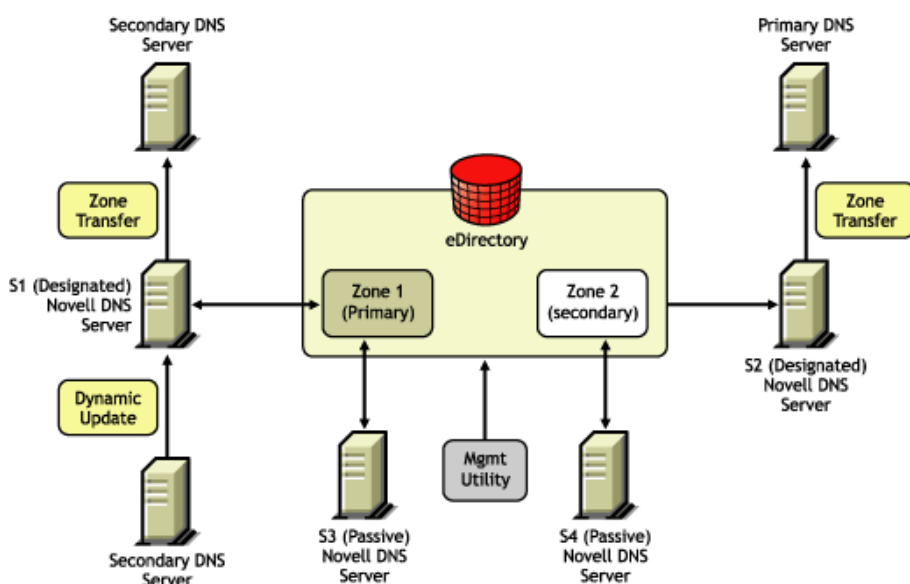 Secondary DNS
Server
Primary DNS
Server
Zone
Transfer
Zone
Transfer
eDirectory
S1 (Designated)
Novell DNS
Server
Zone 1
(Primary)
Zone 2
(secondary)
S2 (Designated)
Novell DNS
Server
Dynamic
Update
Mgmt
Utility
S3 (Passive)
Novell DNS
Server
S4 (Passive)
Novell DNS
Server
Secondary DNS
Server